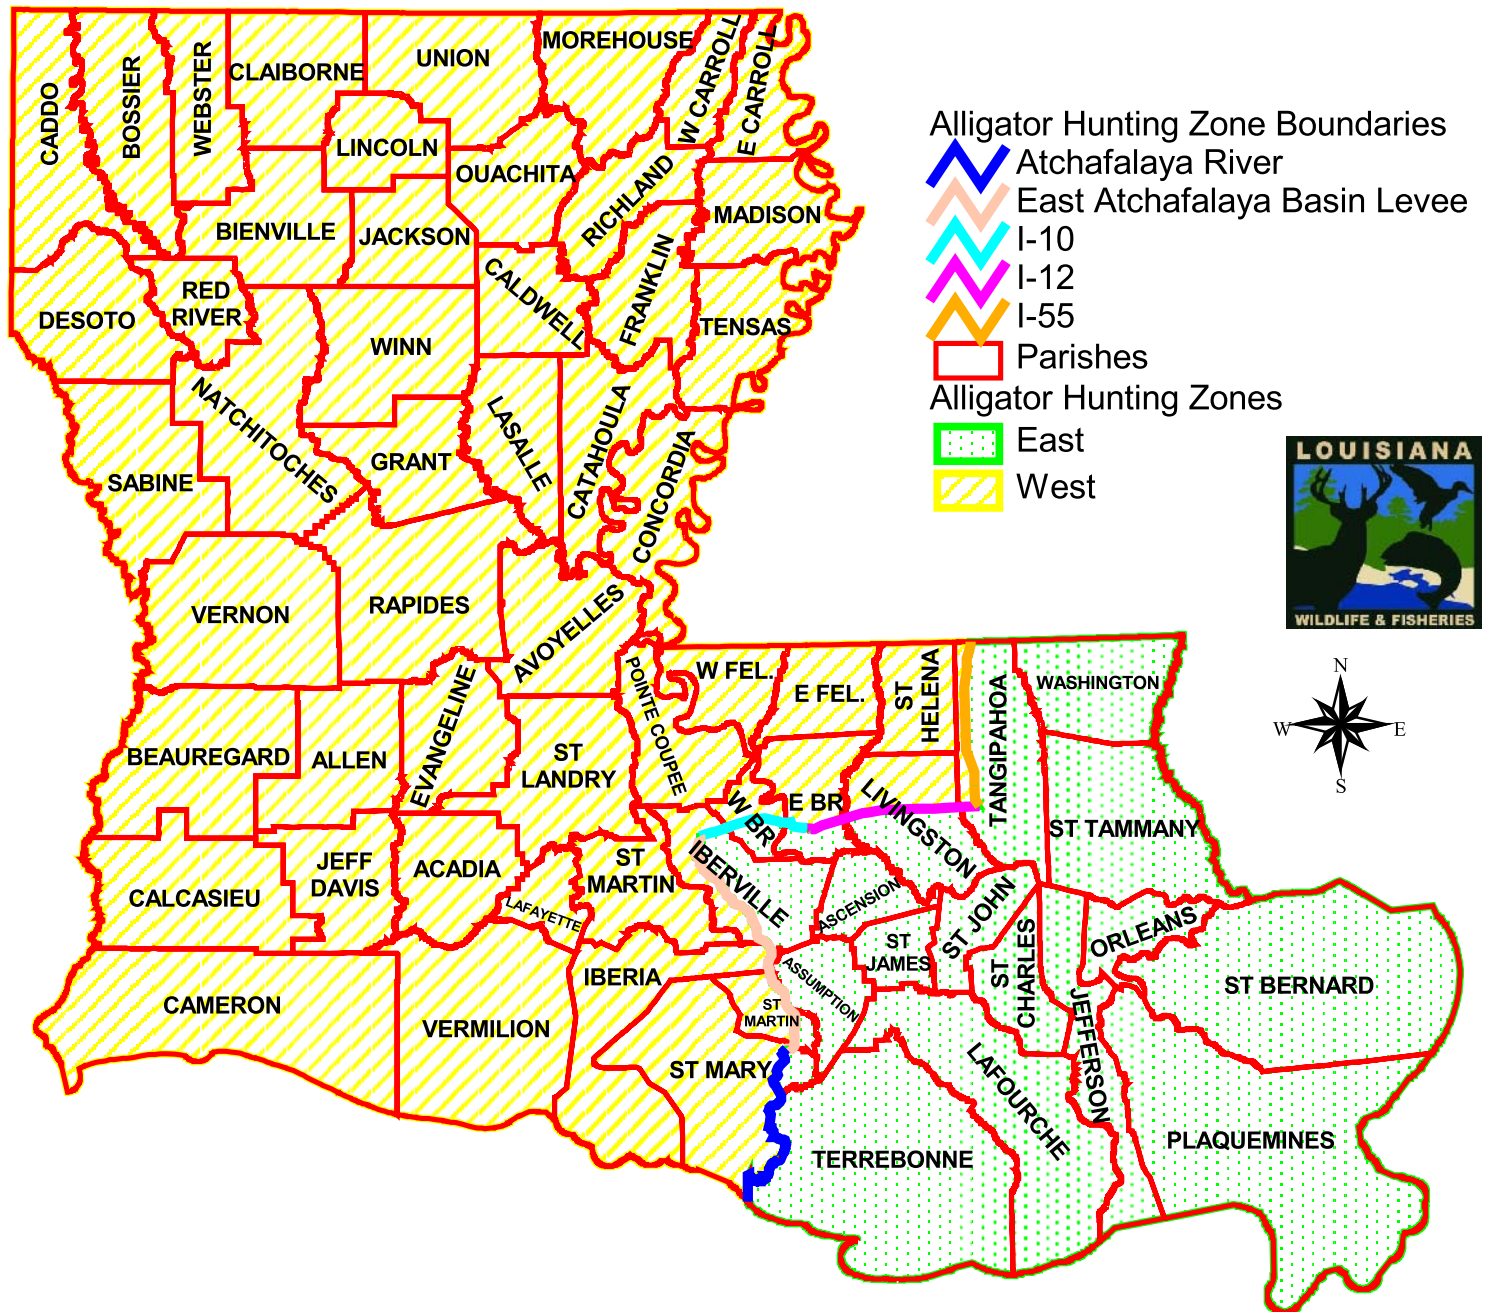 CADDO
BOSSIER
WEBSTER
CLAIBORNE
UNION
MOREHOUSE
W CARROLL
E CARROLL
LINCOLN
OUACHITA
RICHLAND
MADISON
BIENVILLE
JACKSON
CALDWELL
FRANKLIN
TENSAS
DESOTO
RED
RIVER
WINN
NATCHITOCHES
LASALLE
CATAHOULA
CONCORDIA
SABINE
GRANT
VERNON
RAPIDES
AVOYELLES
EVANGELINE
POINTE COUPEE
W FEL.
E FEL.
ST
HELENA
TANGIPAHOA
WASHINGTON
BEAUREGARD
ALLEN
ST
LANDRY
W BR
E BR
LIVINGSTON
ST TAMMANY
CALCASIEU
JEFF
DAVIS
ACADIA
LAFAYETTE
ST
MARTIN
IBERVILLE
ASCENSION
ST
JAMES
ST JOHN
ST
CHARLES
ORLEANS
ST BERNARD
CAMERON
VERMILION
IBERIA
ST
MARTIN
ASSUMPTION
ST MARY
TERREBONNE
LAFOURCHE
JEFFERSON
PLAQUEMINES
Alligator Hunting Zone Boundaries
Atchafalaya River
East Atchafalaya Basin Levee
I-10
I-12
I-55
Parishes
Alligator Hunting Zones
East
West
LOUISIANA
WILDLIFE & FISHERIES
N
W
E
S